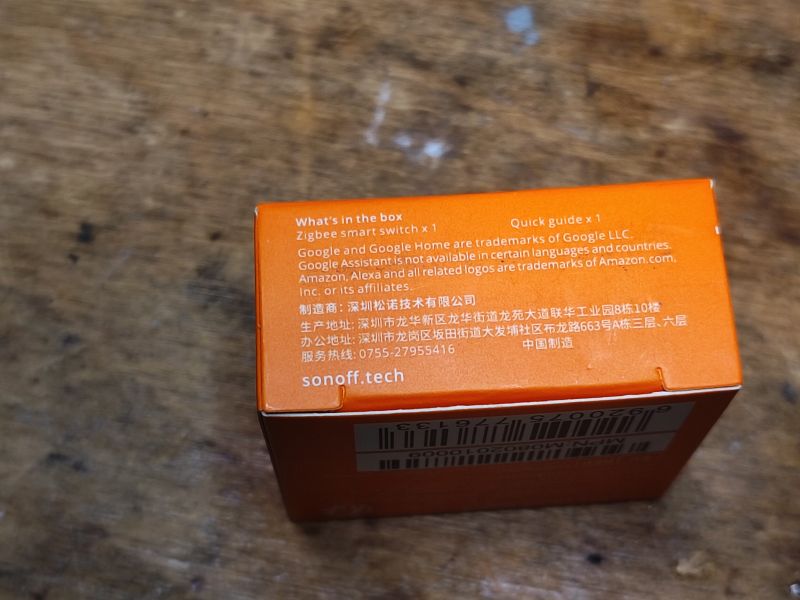 What's in the box
Zigbee smart switch x 1 Quick guide x 1
Google and Google Home are trademarks of Google LLC.
Google Assistant is not available in certain languages and countries.
Amazon, Alexa and all related logos are trademarks of Amazon.com,
Inc. or its affiliates.
制造商: 深圳松诺技术有限公司
生产地址: 深圳市龙华新区龙华街道龙苑大道联华工业园8栋10楼
办公地址: 深圳市龙岗区坂田街道大发埔社区布龙路663号A栋三层、六层
服务热线: 0755-27955416 中国制造
sonoff.tech
6 920075 776133
MPN M0802010009